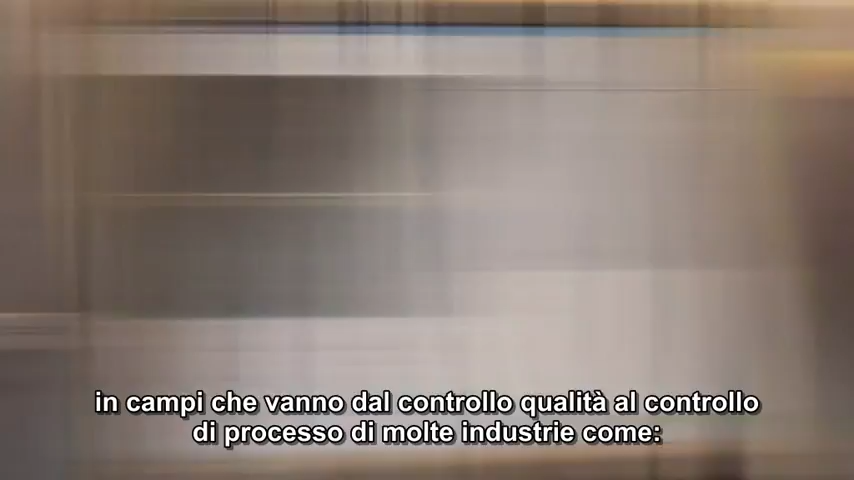 in campi che vanno dal controllo qualità al controllo
di processo di molte industrie come: